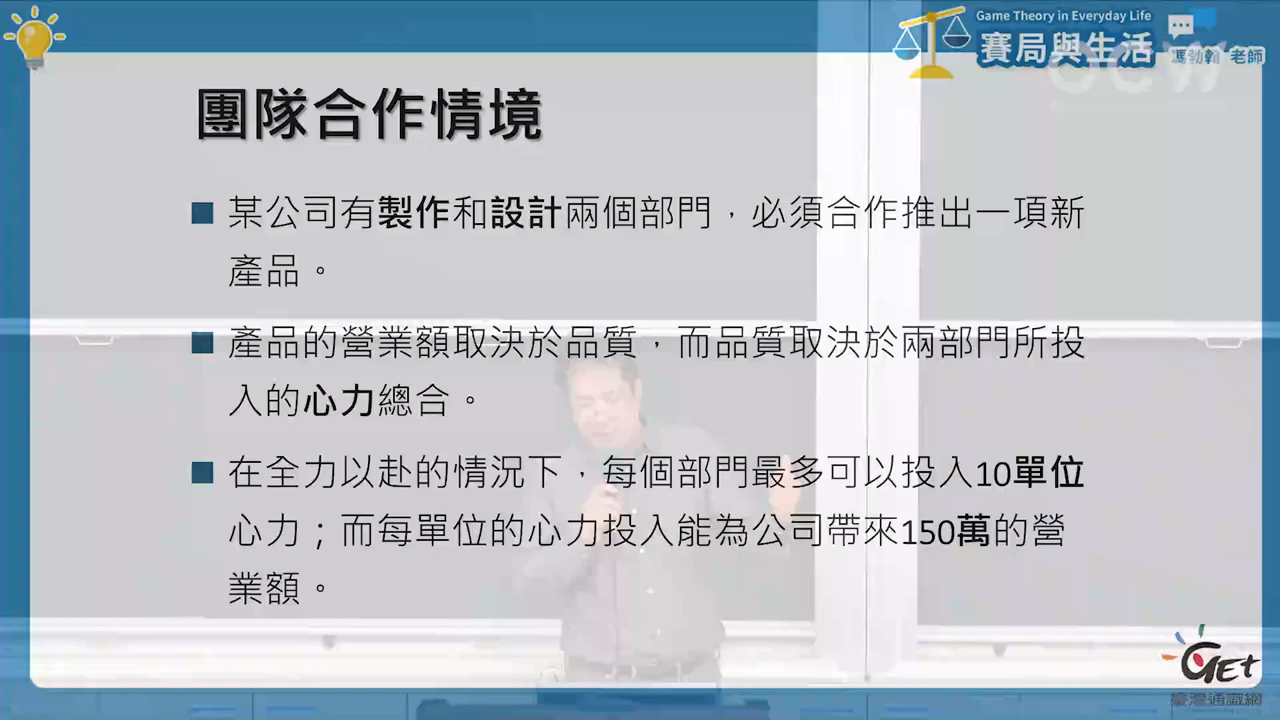 Game Theory in Everyday Life
賽局與生活
馮勃翰 老師
OCW
團隊合作情境
某公司有製作和設計兩個部門，必須合作推出一項新
產品。
產品的營業額取決於品質，而品質取決於兩部門所投
入的心力總合。
在全力以赴的情況下，每個部門最多可以投入10單位
心力；而每單位的心力投入能為公司帶來150萬的營
業額。
GET
臺灣通識網